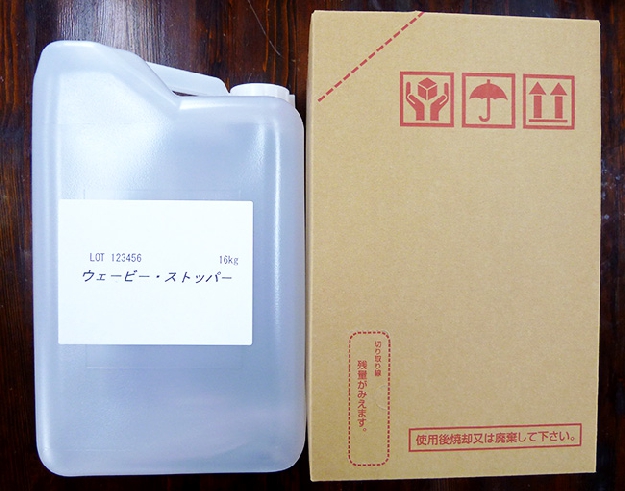 LOT 123456 16kg
ウェービー・ストッパー
切り取り線
残量がみえます。
使用後焼却又は廃棄して下さい。